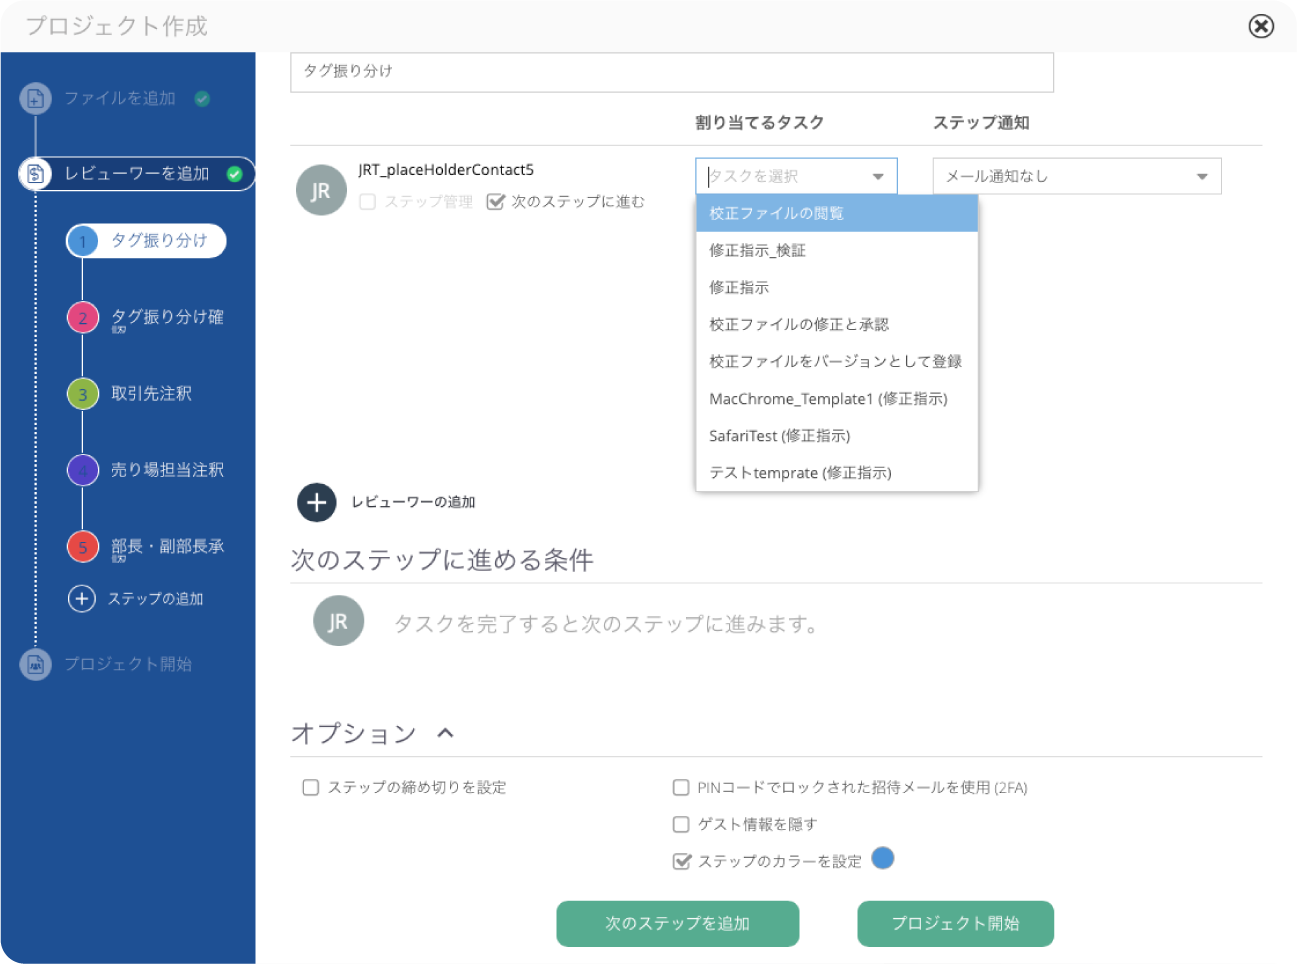 プロジェクト作成
ファイルを追加
レビューワーを追加
1 タグ振り分け
2 タグ振り分け確認
3 取引先注釈
4 売り場担当注釈
5 部長・副部長承認
ステップの追加
プロジェクト開始
タグ振り分け
割り当てるタスク ステップ通知
JR JRT_placeHolderContact5
ステップ管理 次のステップに進む
タスクを選択 メール通知なし
校正ファイルの閲覧
修正指示_検証
修正指示
校正ファイルの修正と承認
校正ファイルをバージョンとして登録
MacChrome_Template1 (修正指示)
SafariTest (修正指示)
テストtemprate (修正指示)
レビューワーの追加
次のステップに進める条件
JR タスクを完了すると次のステップに進みます。
オプション
ステップの締め切りを設定 PINコードでロックされた招待メールを使用 (2FA)
ゲスト情報を隠す
ステップのカラーを設定
次のステップを追加 プロジェクト開始